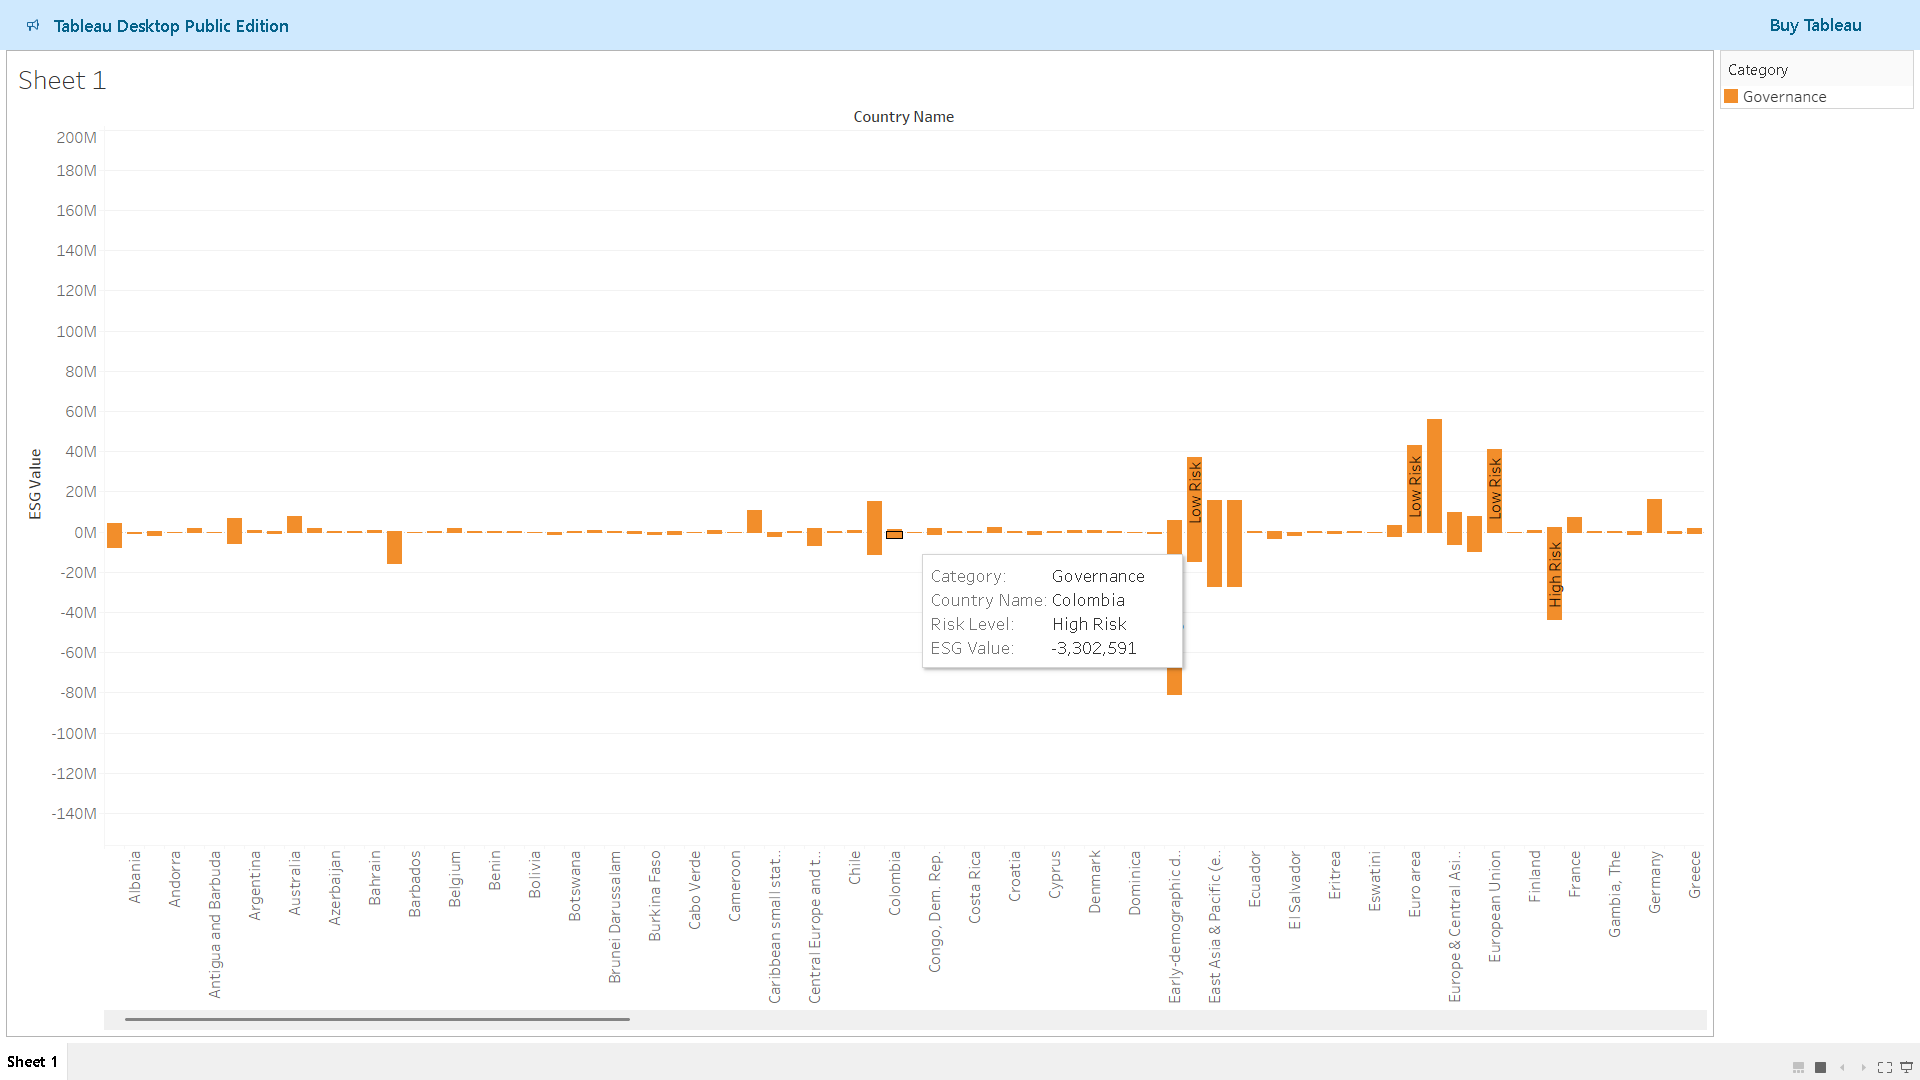 Tableau Desktop Public Edition
Buy Tableau
Sheet 1
Category
Governance
Country Name
ESG Value
200M
180M
160M
140M
120M
100M
80M
60M
40M
20M
0M
-20M
-40M
-60M
-80M
-100M
-120M
-140M
Low Risk
Low Risk
Low Risk
High Risk
Category: Governance
Country Name: Colombia
Risk Level: High Risk
ESG Value: -3,302,591
Albania
Andorra
Antigua and Barbuda
Argentina
Australia
Azerbaijan
Bahrain
Barbados
Belgium
Benin
Bolivia
Botswana
Brunei Darussalam
Burkina Faso
Cabo Verde
Cameroon
Caribbean small stat..
Central Europe and t..
Chile
Colombia
Congo, Dem. Rep.
Costa Rica
Croatia
Cyprus
Denmark
Dominica
Early-demographic d..
East Asia & Pacific (e..
Ecuador
El Salvador
Eritrea
Eswatini
Euro area
Europe & Central Asi..
European Union
Finland
France
Gambia, The
Germany
Greece
Sheet 1